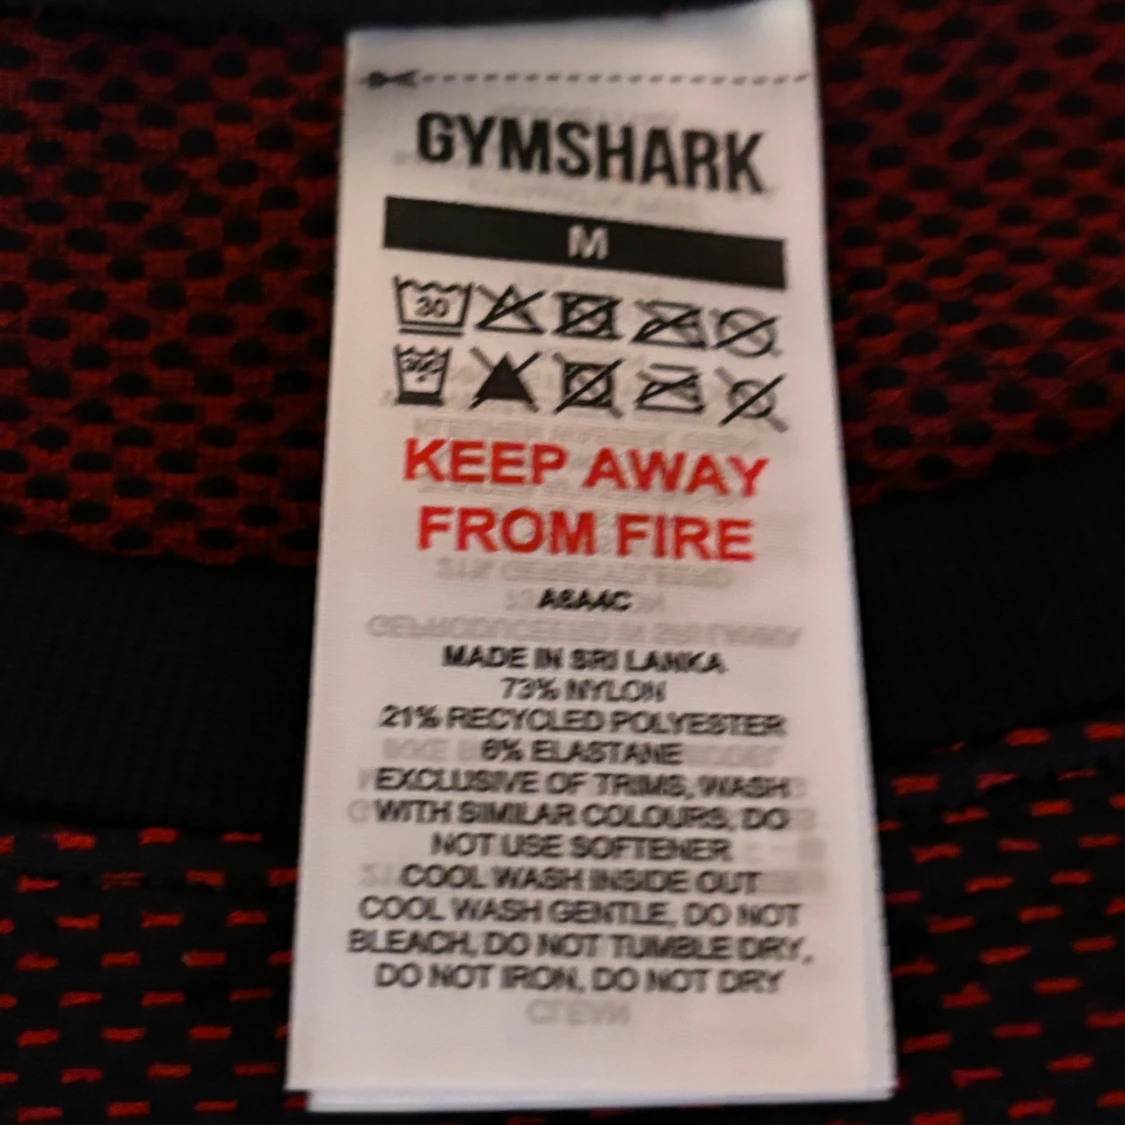 GYMSHARK
M
30
KEEP AWAY
FROM FIRE
A6A4C
MADE IN SRI LANKA
73% NYLON
21% RECYCLED POLYESTER
6% ELASTANE
EXCLUSIVE OF TRIMS, WASH
WITH SIMILAR COLOURS, DO
NOT USE SOFTENER
COOL WASH INSIDE OUT
COOL WASH GENTLE, DO NOT
BLEACH, DO NOT TUMBLE DRY,
DO NOT IRON, DO NOT DRY